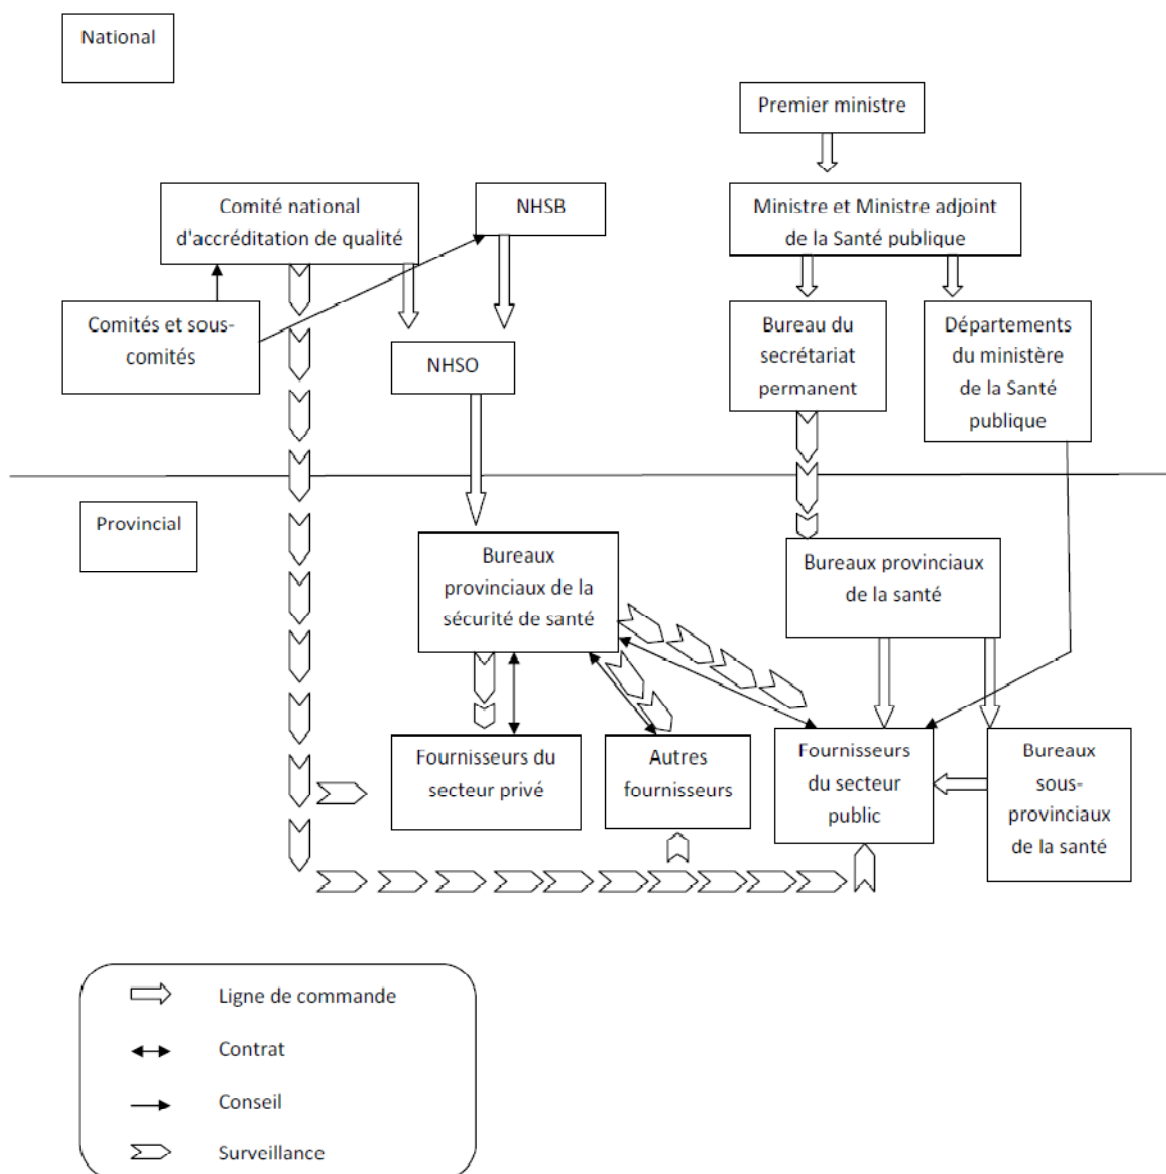 National
Premier ministre
Comité national
d'accréditation de qualité
NHSB
Ministre et Ministre adjoint
de la Santé publique
Comités et sous-
comités
NHSO
Bureau du
secrétariat
permanent
Départements
du ministère
de la Santé
publique
Provincial
Bureaux
provinciaux de la
sécurité de santé
Bureaux provinciaux
de la santé
Fournisseurs du
secteur privé
Autres
fournisseurs
Fournisseurs
du secteur
public
Bureaux
sous-
provinciaux
de la santé
Ligne de commande
Contrat
Conseil
Surveillance